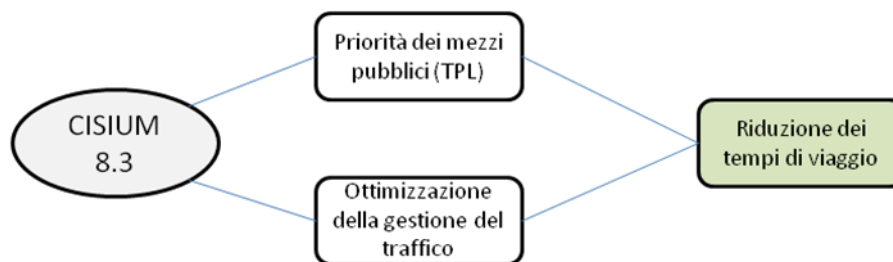 CISIUM
8.3
Priorità dei mezzi
pubblici (TPL)
Ottimizzazione
della gestione del
traffico
Riduzione dei
tempi di viaggio